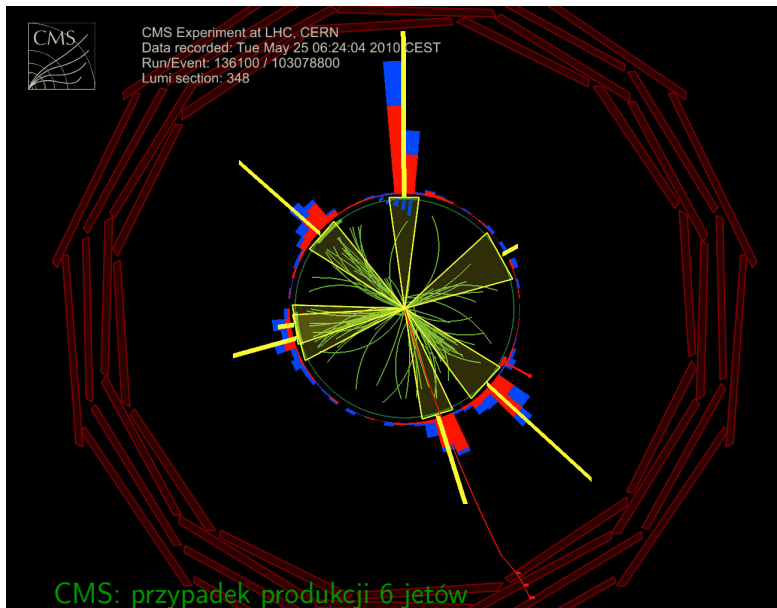 CMS
CMS Experiment at LHC, CERN
Data recorded: Tue May 25 06:24:04 2010 CEST
Run/Event: 136100 / 103078800
Lumi section: 348
CMS: przypadek produkcji 6 jetów